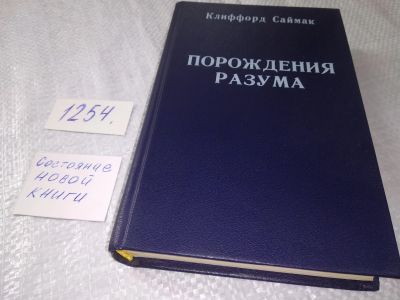 Клиффорд Саймак
ПОРОЖДЕНИЯ
РАЗУМА
1254.
Состояние
новой
книги